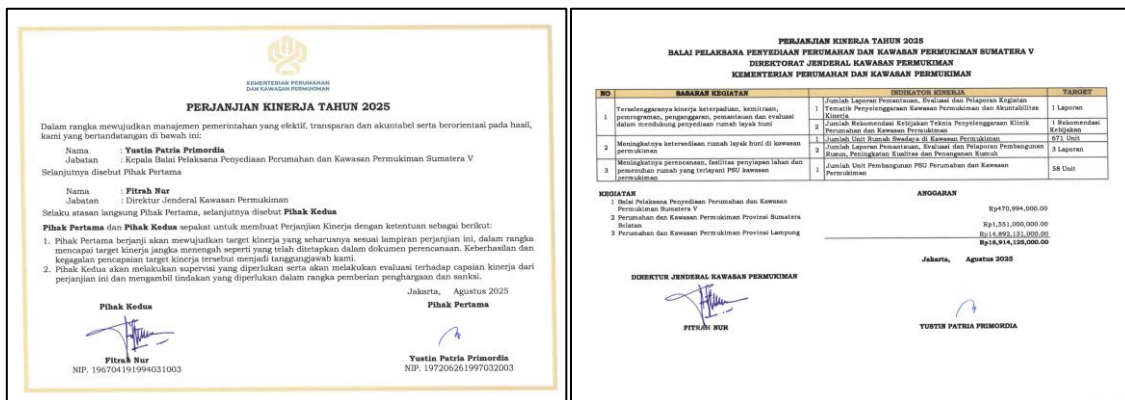 KEMENTERIAN PERUMAHAN
DAN KAWASAN PERMUKIMAN
PERJANJIAN KINERJA TAHUN 2025
Dalam rangka mewujudkan manajemen pemerintahan yang efektif, transparan dan akuntabel serta berorientasi pada hasil,
kami yang bertandatangan di bawah ini:
Nama : Yustin Patria Primordia
Jabatan : Kepala Balai Pelaksana Penyediaan Perumahan dan Kawasan Permukiman Sumatera V
Selanjutnya disebut Pihak Pertama
Nama : Fitrah Nur
Jabatan : Direktur Jenderal Kawasan Permukiman
Selaku atasan langsung Pihak Pertama, selanjutnya disebut Pihak Kedua
Pihak Pertama dan Pihak Kedua sepakat untuk membuat Perjanjian Kinerja dengan ketentuan sebagai berikut:
1. Pihak Pertama berjanji akan mewujudkan target kinerja yang seharusnya sesuai lampiran perjanjian ini, dalam rangka
mencapai target kinerja jangka menengah seperti yang telah ditetapkan dalam dokumen perencanaan. Keberhasilan dan
kegagalan pencapaian target kinerja tersebut menjadi tanggungjawab kami.
2. Pihak Kedua akan melakukan supervisi yang diperlukan serta akan melakukan evaluasi terhadap capaian kinerja dari
perjanjian ini dan mengambil tindakan yang diperlukan dalam rangka pemberian penghargaan dan sanksi.
Jakarta, Agustus 2025
Pihak Kedua Pihak Pertama
Fitrah Nur Yustin Patria Primordia
NIP. 196704191994031003 NIP. 197206261997032003
PERJANJIAN KINERJA TAHUN 2025
BALAI PELAKSANA PENYEDIAAN PERUMAHAN DAN KAWASAN PERMUKIMAN SUMATERA V
DIREKTORAT JENDERAL KAWASAN PERMUKIMAN
KEMENTERIAN PERUMAHAN DAN KAWASAN PERMUKIMAN
NO SASARAN KEGIATAN INDIKATOR KINERJA TARGET
1 Terselenggaranya kinerja keterpaduan, kemitraan,
pemrograman, penganggaran, pemantauan dan evaluasi
dalam mendukung penyediaan rumah layak huni
1 Jumlah Laporan Pemantauan, Evaluasi dan Pelaporan Kegiatan
Tematik Penyelenggaraan Kawasan Permukiman dan Akuntabilitas
Kinerja
1 Laporan
2 Jumlah Rekomendasi Kebijakan Teknis Penyelenggaraan Klinik
Perumahan dan Kawasan Permukiman
1 Rekomendasi
Kebijakan
2 Meningkatnya ketersediaan rumah layak huni di kawasan
permukiman
1 Jumlah Unit Rumah Swadaya di Kawasan Permukiman 671 Unit
2 Jumlah Laporan Pemantauan, Evaluasi dan Pelaporan Pembangunan
Rusun, Peningkatan Kualitas dan Penanganan Kumuh
3 Laporan
3 Meningkatnya perencanaan, fasilitas penyiapan lahan dan
pemenuhan rumah yang terlayani PSU kawasan
permukiman
1 Jumlah Unit Pembangunan PSU Perumahan dan Kawasan
Permukiman
58 Unit
KEGIATAN ANGGARAN
1 Balai Pelaksana Penyediaan Perumahan dan Kawasan
Permukiman Sumatera V Rp470,994,000.00
2 Perumahan dan Kawasan Permukiman Provinsi Sumatera
Selatan Rp1,551,000,000.00
3 Perumahan dan Kawasan Permukiman Provinsi Lampung Rp14,892,131,000.00
Rp16,914,125,000.00
Jakarta, Agustus 2025
DIREKTUR JENDERAL KAWASAN PERMUKIMAN
FITRAH NUR YUSTIN PATRIA PRIMORDIA